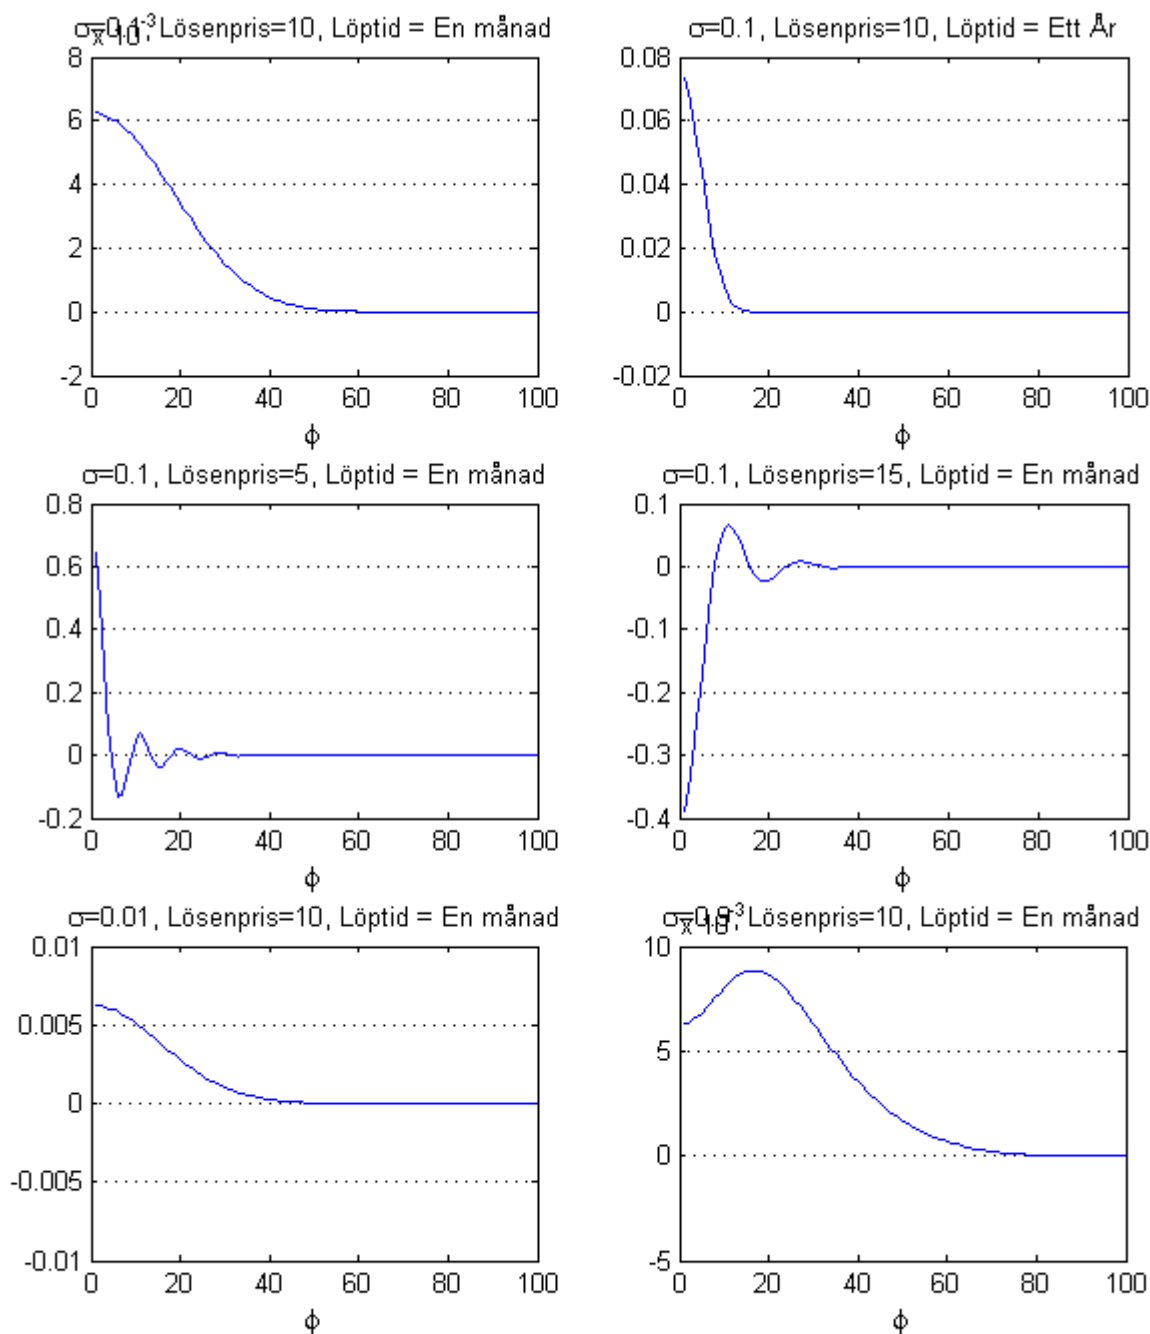 σ=0.1, Lösenpris=10, Löptid = En månad
x 10-3
8
6
4
2
0
-2
0 20 40 60 80 100
ϕ
σ=0.1, Lösenpris=10, Löptid = Ett År
0.08
0.06
0.04
0.02
0
-0.02
0 20 40 60 80 100
ϕ
σ=0.1, Lösenpris=5, Löptid = En månad
0.8
0.6
0.4
0.2
0
-0.2
0 20 40 60 80 100
ϕ
σ=0.1, Lösenpris=15, Löptid = En månad
0.1
0
-0.1
-0.2
-0.3
-0.4
0 20 40 60 80 100
ϕ
σ=0.01, Lösenpris=10, Löptid = En månad
0.01
0.005
0
-0.005
-0.01
0 20 40 60 80 100
ϕ
Lösenpris=10, Löptid = En månad
x 10-3
10
5
0
-5
0 20 40 60 80 100
ϕ